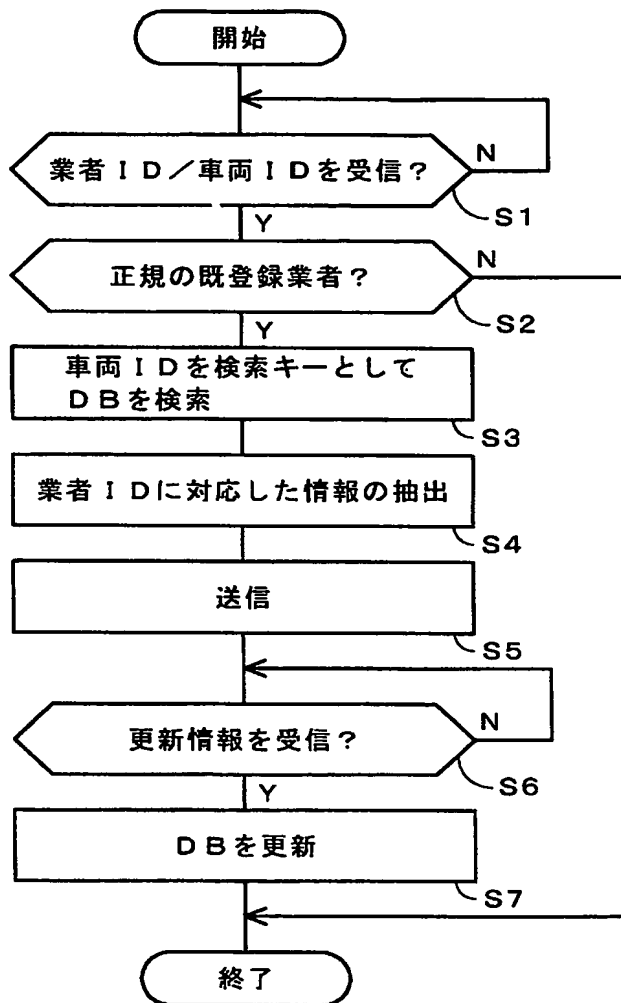 開始
業者ＩＤ／車両ＩＤを受信？
N
S1
Y
正規の既登録業者？
N
S2
Y
車両ＩＤを検索キーとして
ＤＢを検索
S3
業者ＩＤに対応した情報の抽出
S4
送信
S5
更新情報を受信？
N
S6
Y
ＤＢを更新
S7
終了